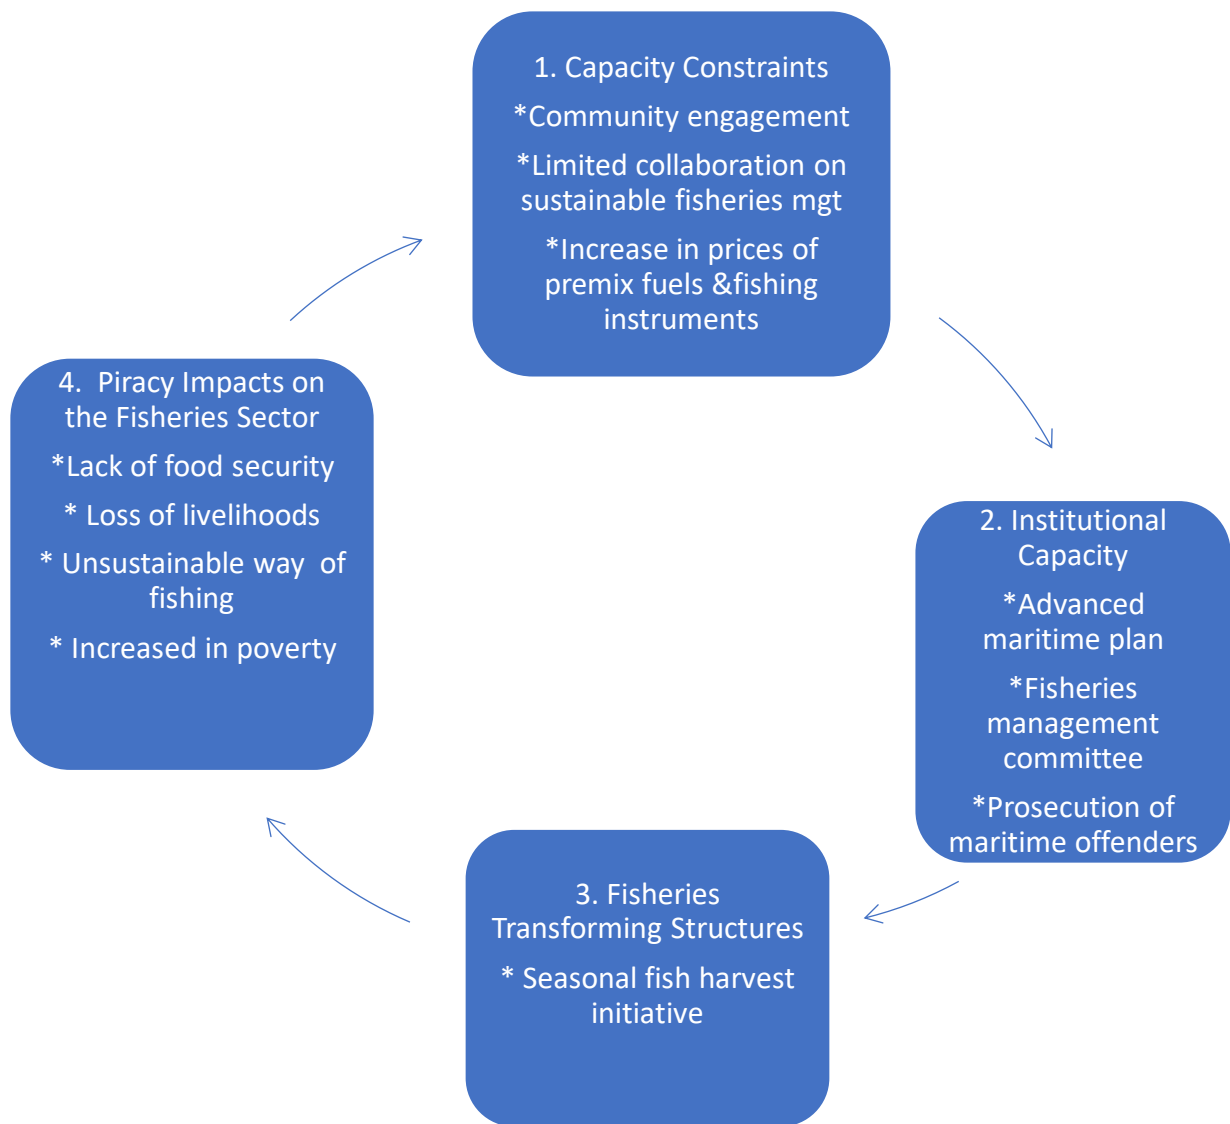 1. Capacity Constraints
*Community engagement
*Limited collaboration on
sustainable fisheries mgt
*Increase in prices of
premix fuels &fishing
instruments
2. Institutional
Capacity
*Advanced
maritime plan
*Fisheries
management
committee
*Prosecution of
maritime offenders
3. Fisheries
Transforming Structures
* Seasonal fish harvest
initiative
4.  Piracy Impacts on
the Fisheries Sector
*Lack of food security
* Loss of livelihoods
* Unsustainable way  of
fishing
* Increased in poverty